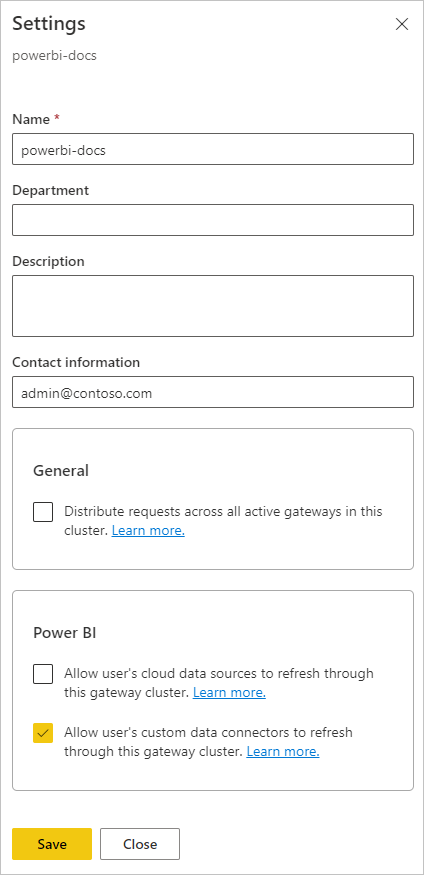 Settings
powerbi-docs
Name *
powerbi-docs
Department
Description
Contact information
admin@contoso.com
General
Distribute requests across all active gateways in this
cluster. Learn more.
Power BI
Allow user's cloud data sources to refresh through
this gateway cluster. Learn more.
Allow user's custom data connectors to refresh
through this gateway cluster. Learn more.
Save
Close